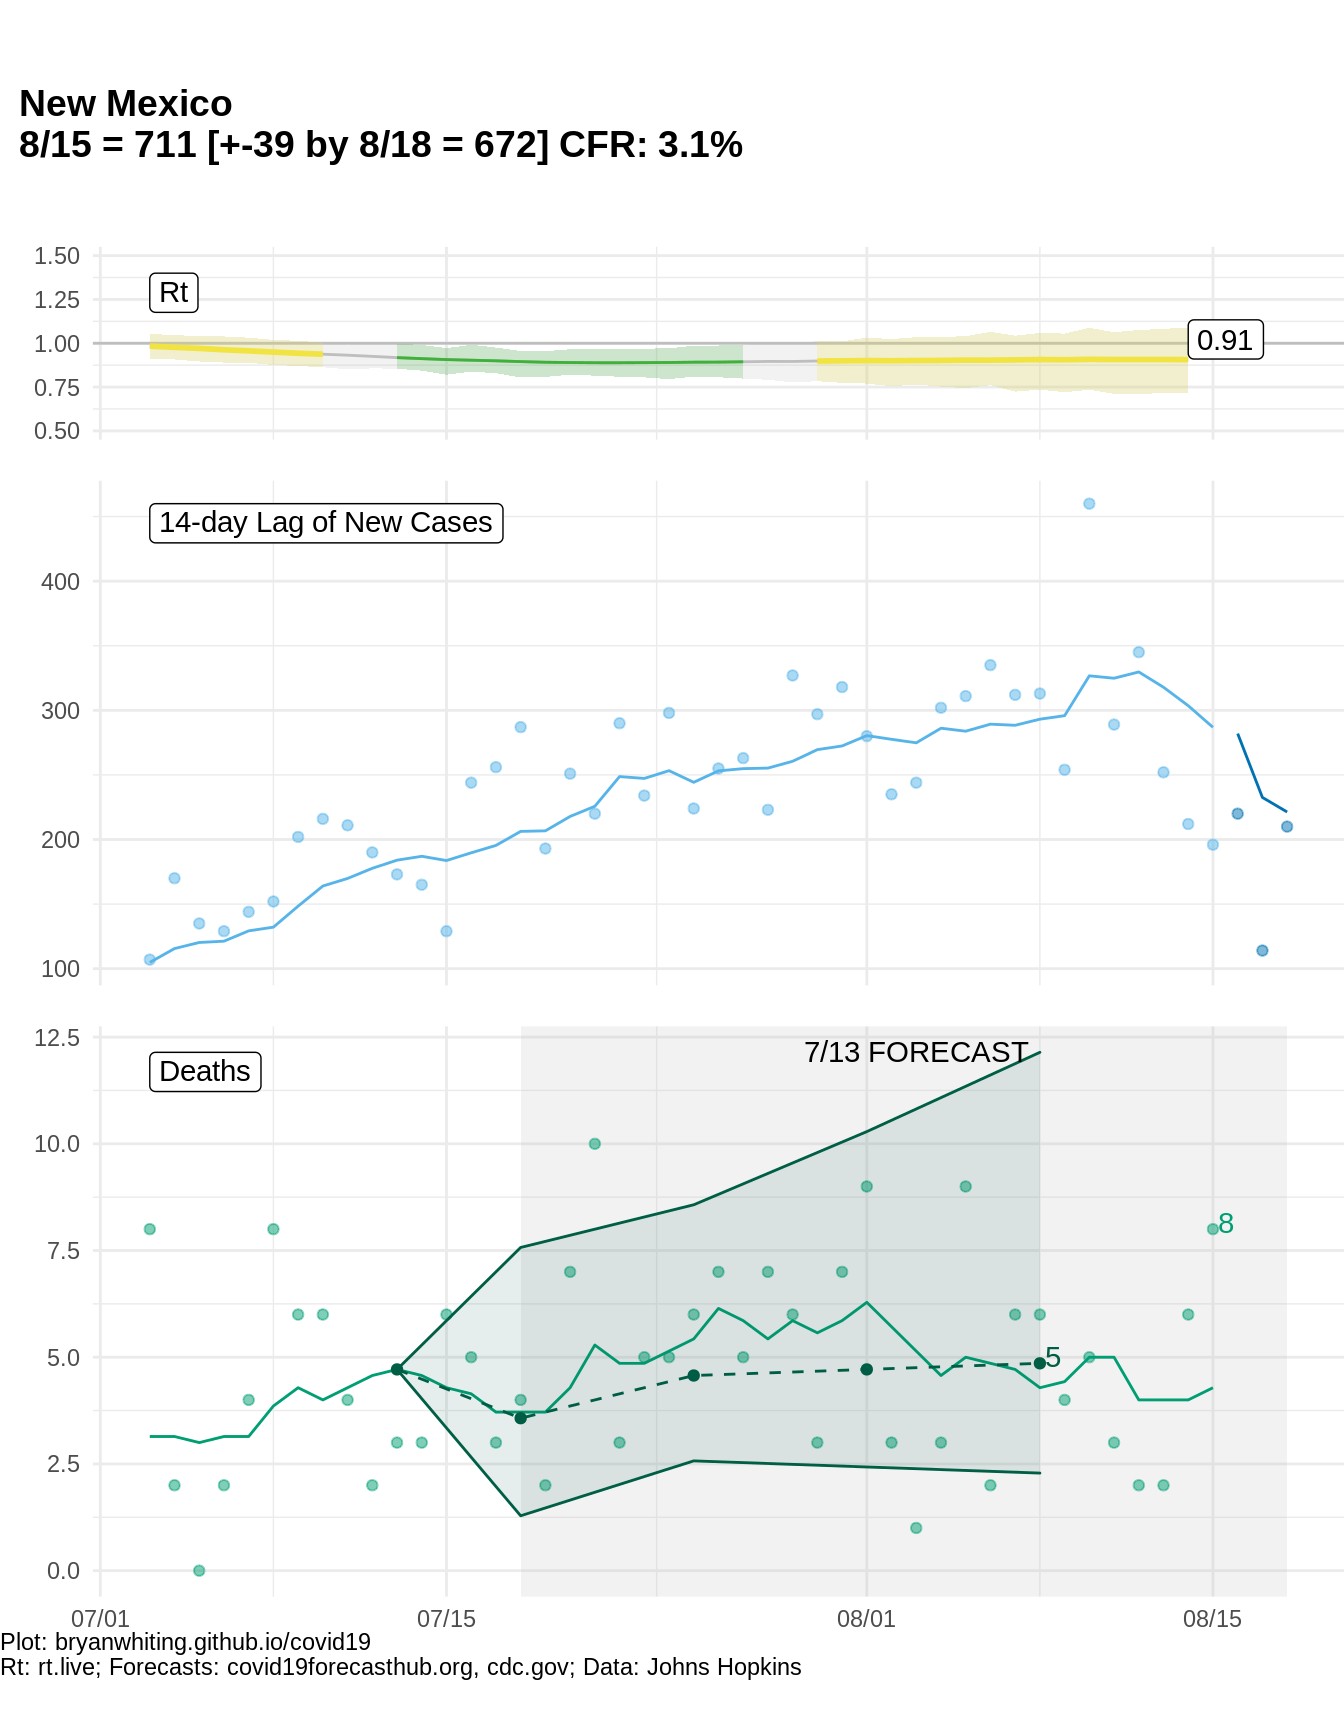 New Mexico
8/15 = 711 [+-39 by 8/18 = 672] CFR: 3.1%
1.50
Rt
1.25
1.00
0.91
0.75
0.50
14-day Lag of New Cases
400
300
200
100
12.5
7/13 FORECAST
Deaths
10.0
8
7.5
5.0
5
2.5
0.0
07/01 07/15 08/01 08/15
Plot: bryanwhiting.github.io/covid19
Rt: rt.live; Forecasts: covid19forecasthub.org, cdc.gov; Data: Johns Hopkins